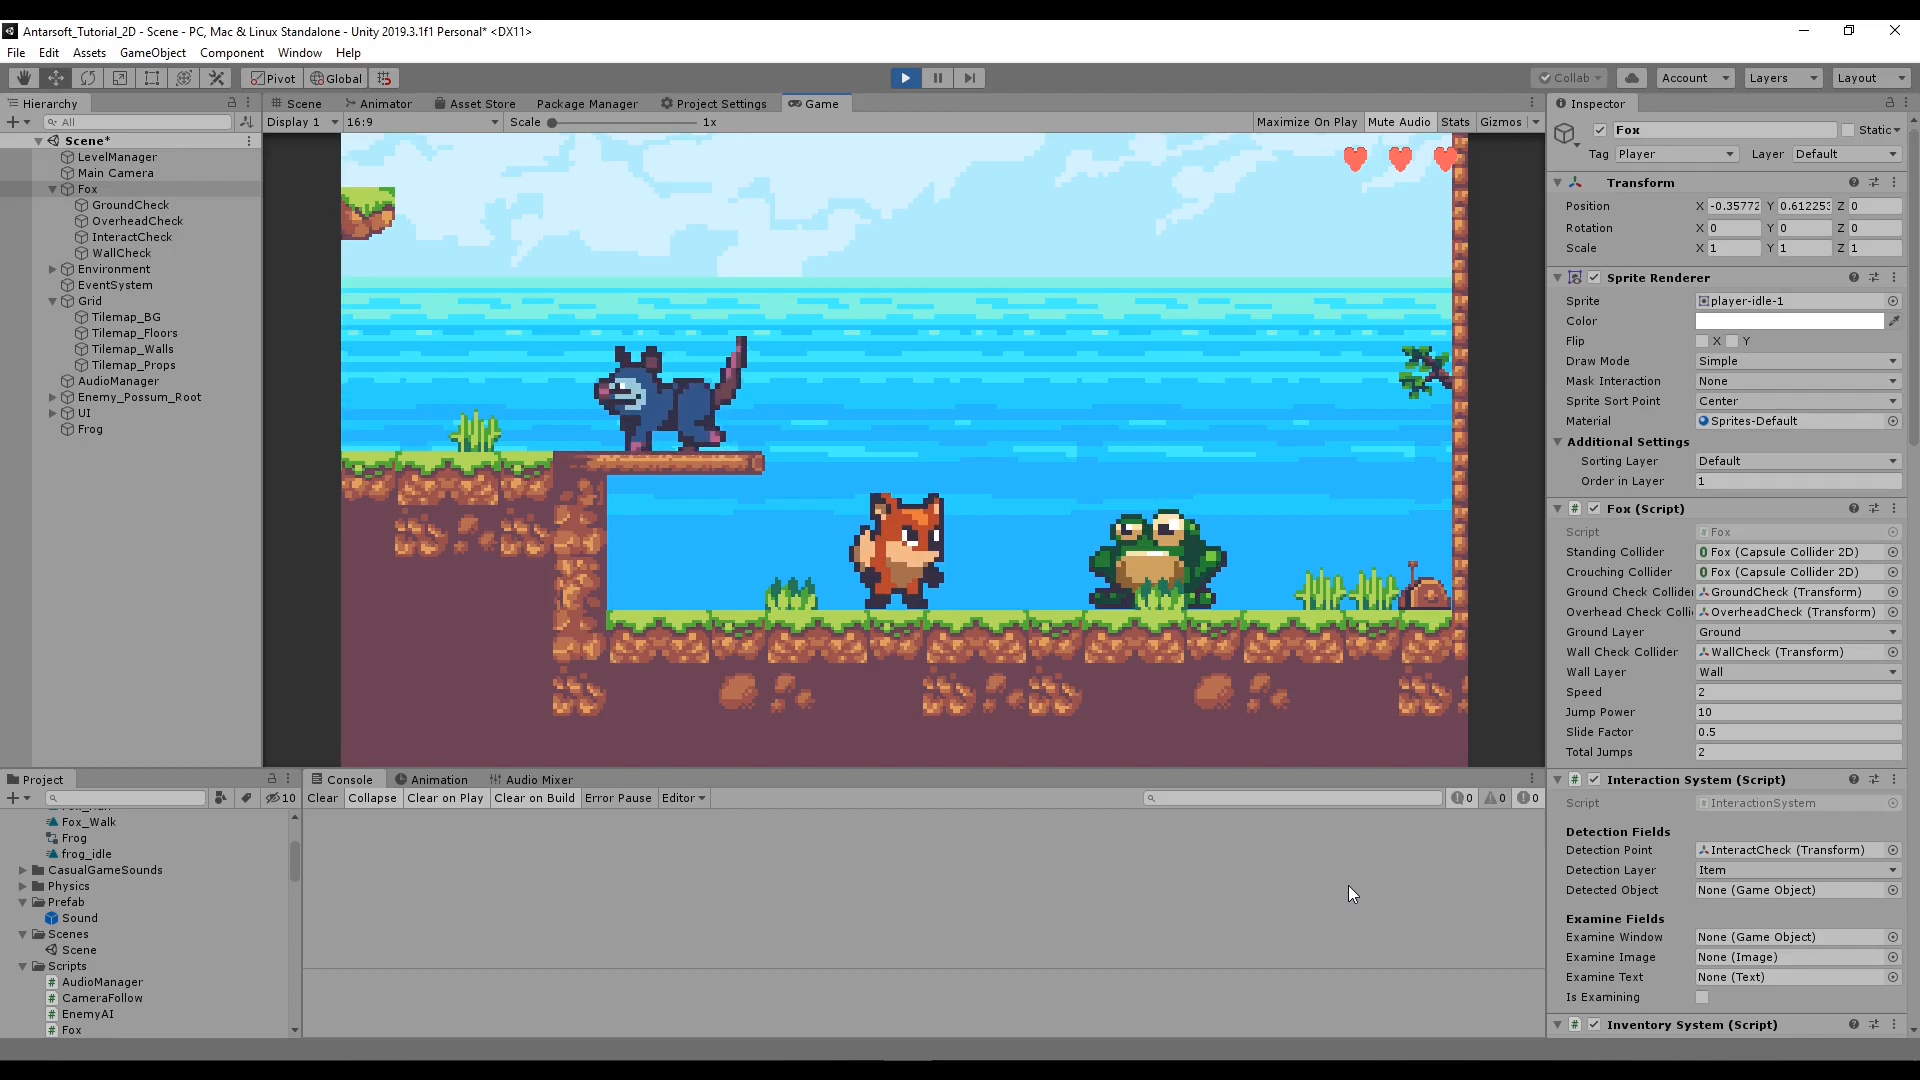 Antarsoft_Tutorial_2D - Scene - PC, Mac & Linux Standalone - Unity 2019.3.1f1 Personal* <DX11>
File Edit Assets GameObject Component Window Help
Pivot Global Collab Account Layers Layout
Hierarchy
All
Scene*
LevelManager
Main Camera
Fox
GroundCheck
OverheadCheck
InteractCheck
WallCheck
Environment
EventSystem
Grid
Tilemap_BG
Tilemap_Floors
Tilemap_Walls
Tilemap_Props
AudioManager
Enemy_Possum_Root
UI
Frog
Scene Animator Asset Store Package Manager Project Settings Game
Display 1 16:9 Scale 1x Maximize On Play Mute Audio Stats Gizmos
Project
10
Fox_Walk
Frog
frog_idle
CasualGameSounds
Physics
Prefab
Sound
Scenes
Scene
Scripts
AudioManager
CameraFollow
EnemyAI
Fox
Console Animation Audio Mixer
Clear Collapse Clear on Play Clear on Build Error Pause Editor 0 0 0
Inspector
Fox Static
Tag Player Layer Default
Transform
Position X -0.35772 Y 0.612253 Z 0
Rotation X 0 Y 0 Z 0
Scale X 1 Y 1 Z 1
Sprite Renderer
Sprite player-idle-1
Color
Flip X Y
Draw Mode Simple
Mask Interaction None
Sprite Sort Point Center
Material Sprites-Default
Additional Settings
Sorting Layer Default
Order in Layer 1
# Fox (Script)
Script # Fox
Standing Collider Fox (Capsule Collider 2D)
Crouching Collider Fox (Capsule Collider 2D)
Ground Check Collider GroundCheck (Transform)
Overhead Check Colli OverheadCheck (Transform)
Ground Layer Ground
Wall Check Collider WallCheck (Transform)
Wall Layer Wall
Speed 2
Jump Power 10
Slide Factor 0.5
Total Jumps 2
# Interaction System (Script)
Script # InteractionSystem
Detection Fields
Detection Point InteractCheck (Transform)
Detection Layer Item
Detected Object None (Game Object)
Examine Fields
Examine Window None (Game Object)
Examine Image None (Image)
Examine Text None (Text)
Is Examining
# Inventory System (Script)